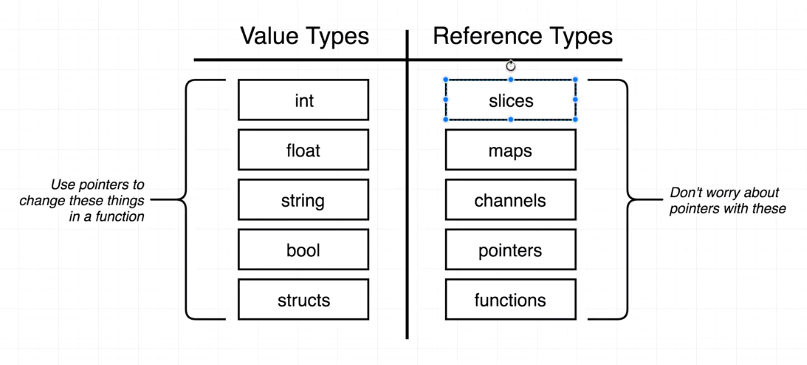 Value Types
Reference Types
int
float
string
bool
structs
slices
maps
channels
pointers
functions
Use pointers to
change these things
in a function
Don't worry about
pointers with these